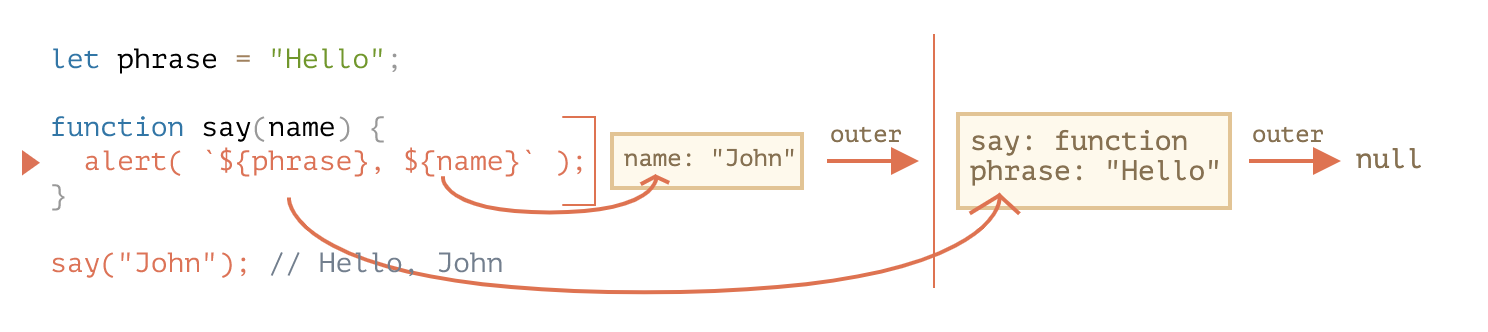 let phrase = "Hello";
function say(name) {
alert( `${phrase}, ${name}` );
}
say("John"); // Hello, John
name: "John"
outer
say: function
phrase: "Hello"
outer
null